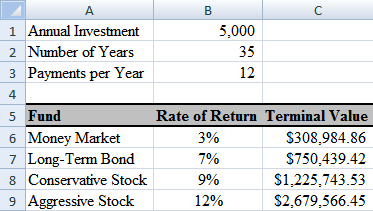 A B C
1 Annual Investment 5,000
2 Number of Years 35
3 Payments per Year 12
4
5 Fund Rate of Return Terminal Value
6 Money Market 3% $308,984.86
7 Long-Term Bond 7% $750,439.42
8 Conservative Stock 9% $1,225,743.53
9 Aggressive Stock 12% $2,679,566.45